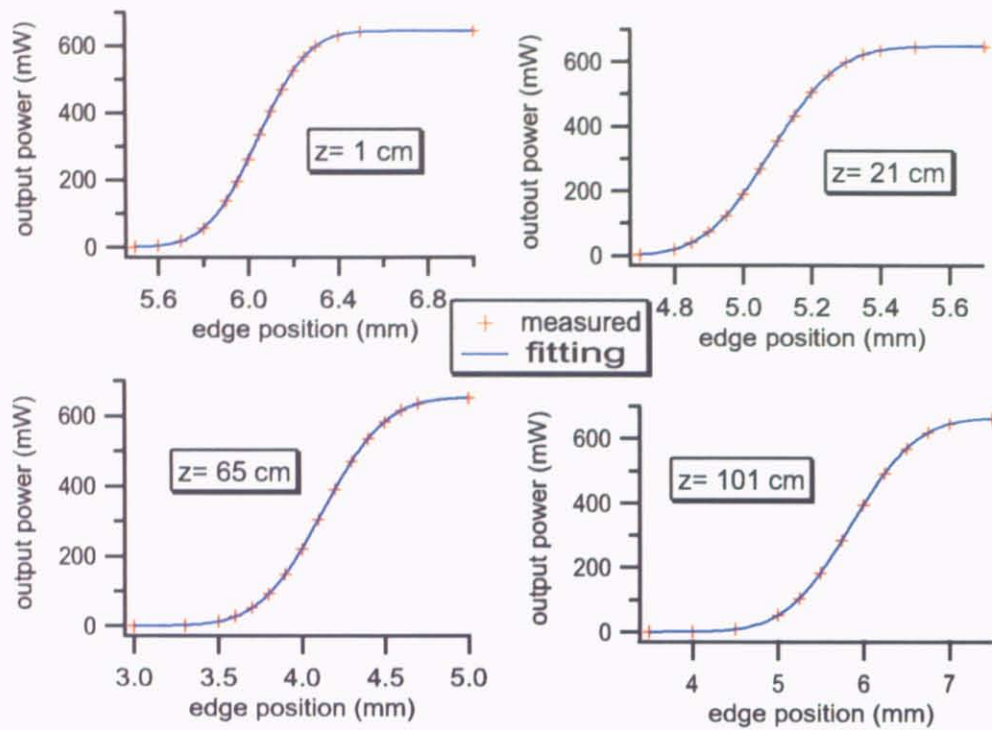 output power (mW)
600
400
200
0
z= 1 cm
5.6 6.0 6.4 6.8
edge position (mm)
outout power (mW)
600
400
200
0
z= 21 cm
4.8 5.0 5.2 5.4 5.6
edge position (mm)
measured
fitting
output power (mW)
600
400
200
0
z= 65 cm
3.0 3.5 4.0 4.5 5.0
edge position (mm)
output power (mW)
600
400
200
0
z= 101 cm
4 5 6 7
edge position (mm)